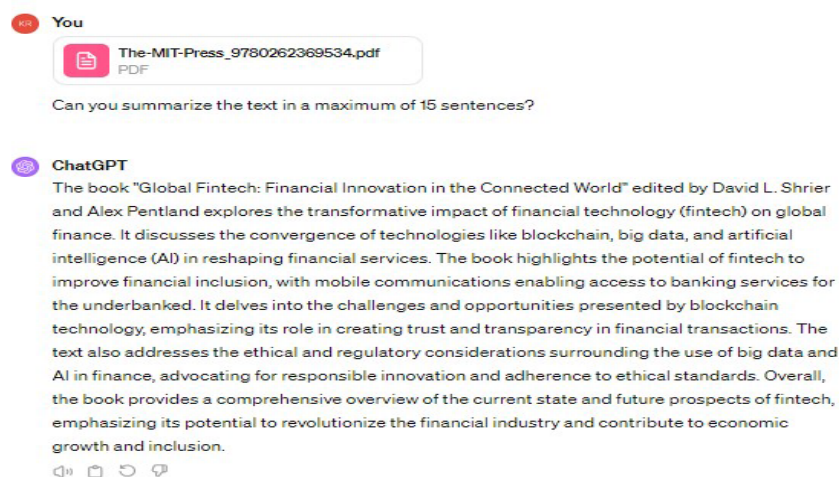 KR You
The-MIT-Press_9780262369534.pdf
PDF
Can you summarize the text in a maximum of 15 sentences?
ChatGPT
The book "Global Fintech: Financial Innovation in the Connected World" edited by David L. Shrier
and Alex Pentland explores the transformative impact of financial technology (fintech) on global
finance. It discusses the convergence of technologies like blockchain, big data, and artificial
intelligence (AI) in reshaping financial services. The book highlights the potential of fintech to
improve financial inclusion, with mobile communications enabling access to banking services for
the underbanked. It delves into the challenges and opportunities presented by blockchain
technology, emphasizing its role in creating trust and transparency in financial transactions. The
text also addresses the ethical and regulatory considerations surrounding the use of big data and
AI in finance, advocating for responsible innovation and adherence to ethical standards. Overall,
the book provides a comprehensive overview of the current state and future prospects of fintech,
emphasizing its potential to revolutionize the financial industry and contribute to economic
growth and inclusion.